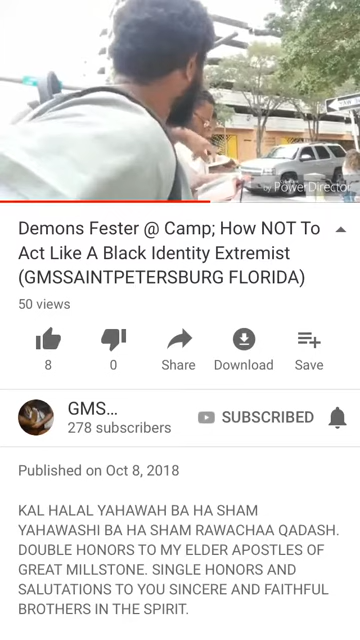 by PowerDirector
Demons Fester @ Camp; How NOT To
Act Like A Black Identity Extremist
(GMSSAINTPETERSBURG FLORIDA)
50 views
8
0
Share
Download
Save
GMS...
278 subscribers
SUBSCRIBED
Published on Oct 8, 2018
KAL HALAL YAHAWAH BA HA SHAM
YAHAWASHI BA HA SHAM RAWACHAA QADASH.
DOUBLE HONORS TO MY ELDER APOSTLES OF
GREAT MILLSTONE. SINGLE HONORS AND
SALUTATIONS TO YOU SINCERE AND FAITHFUL
BROTHERS IN THE SPIRIT.